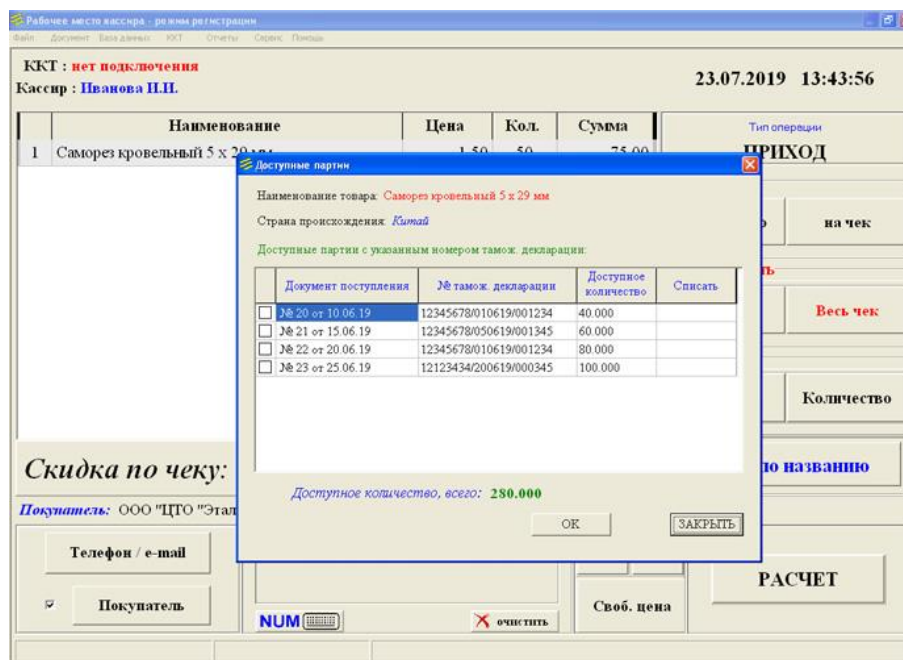 Рабочее место кассира - режим регистрации
Файл Документ База данных ККТ Отчеты Сервис Помощь
ККТ : нет подключения
Кассир : Иванова И.И.
23.07.2019 13:43:56
Наименование Цена Кол. Сумма
1 Саморез кровельный 5 x 29 мм 1.50 50 75.00
Тип операции
ПРИХОД
на чек
Весь чек
Количество
по названию
Доступные партии
Наименование товара: Саморез кровельный 5 x 29 мм
Страна происхождения: Китай
Доступные партии с указанным номером тамож. декларации:
Документ поступления № тамож. декларации Доступное количество Списать
№ 20 от 10.06.19 12345678/010619/001234 40.000
№ 21 от 15.06.19 12345678/050619/001345 60.000
№ 22 от 20.06.19 12345678/010619/001234 80.000
№ 23 от 25.06.19 12123434/200619/000345 100.000
Доступное количество, всего: 280.000
OK ЗАКРЫТЬ
Скидка по чеку:
Покупатель: ООО "ЦТО "Этал
Телефон / e-mail
Покупатель
NUM
очистить
Своб. цена
РАСЧЕТ